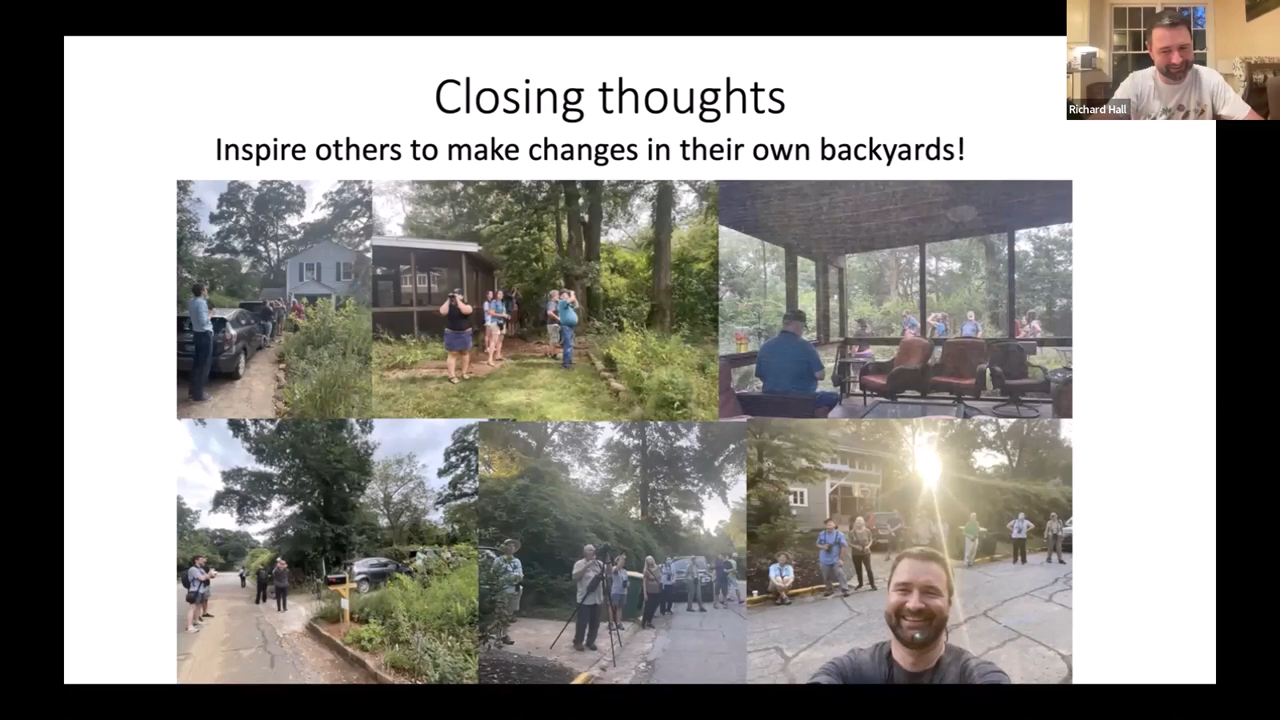 Closing thoughts
Inspire others to make changes in their own backyards!
Richard Hall